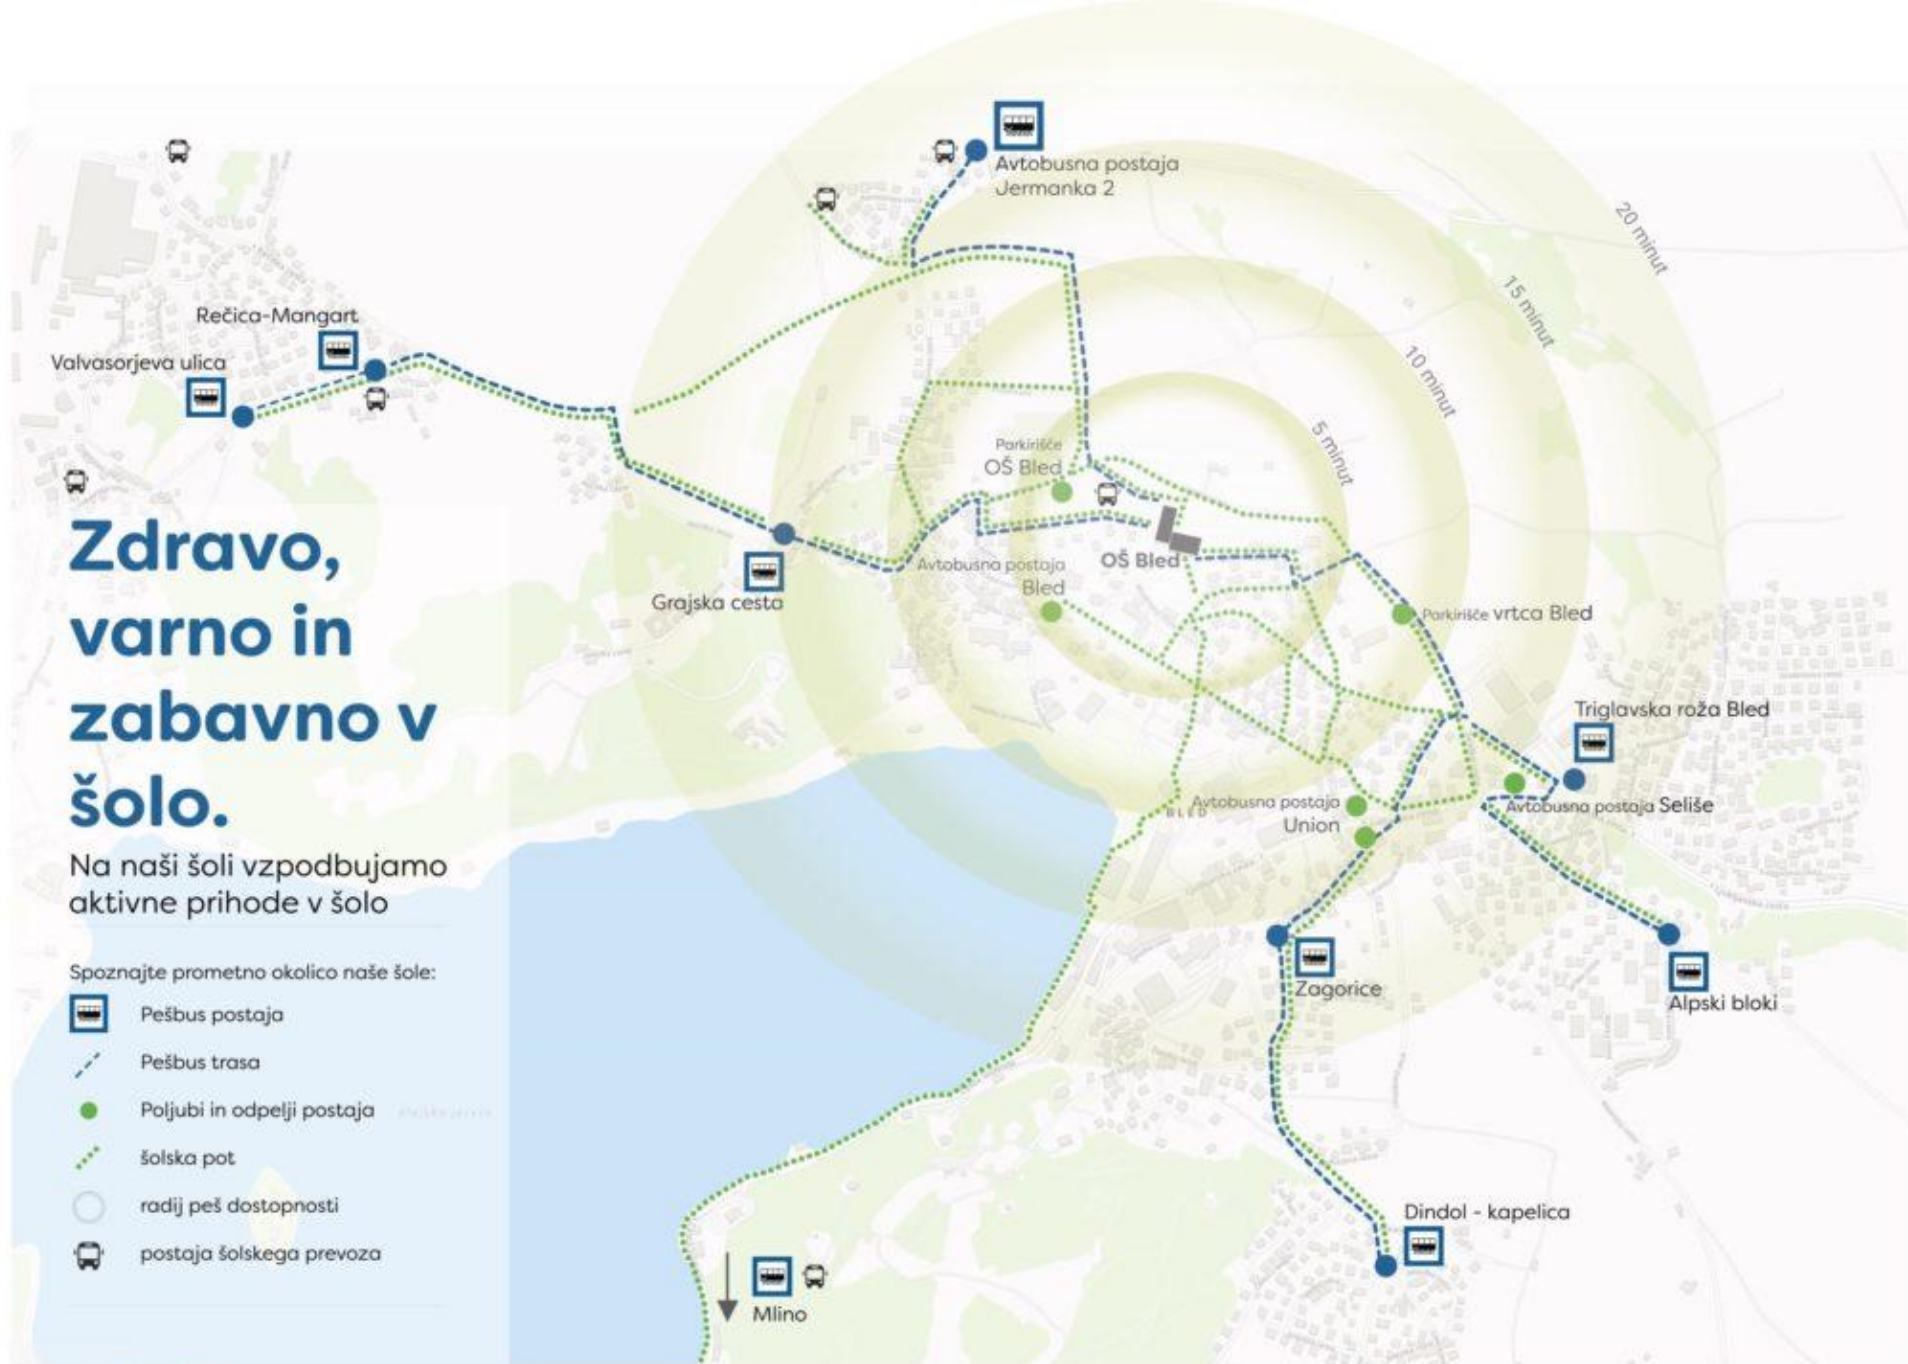 Avtobusna postaja
Jermanka 2
20 minut
15 minut
10 minut
5 minut
Rečica-Mangart
Valvasorjeva ulica
Parkirišče
OŠ Bled
OŠ Bled
Avtobusna postaja
Bled
Grajska cesta
Parkirišče vrtca Bled
Triglavska roža Bled
Avtobusna postaja Seliše
Avtobusna postaja
Union
BLED
Zagorice
Alpski bloki
Dindol - kapelica
Mlino
Zdravo,
varno in
zabavno v
šolo.
Na naši šoli vzpodbujamo
aktivne prihode v šolo
Spoznajte prometno okolico naše šole:
Pešbus postaja
Pešbus trasa
Poljubi in odpelji postaja
šolska pot
radij peš dostopnosti
postaja šolskega prevoza